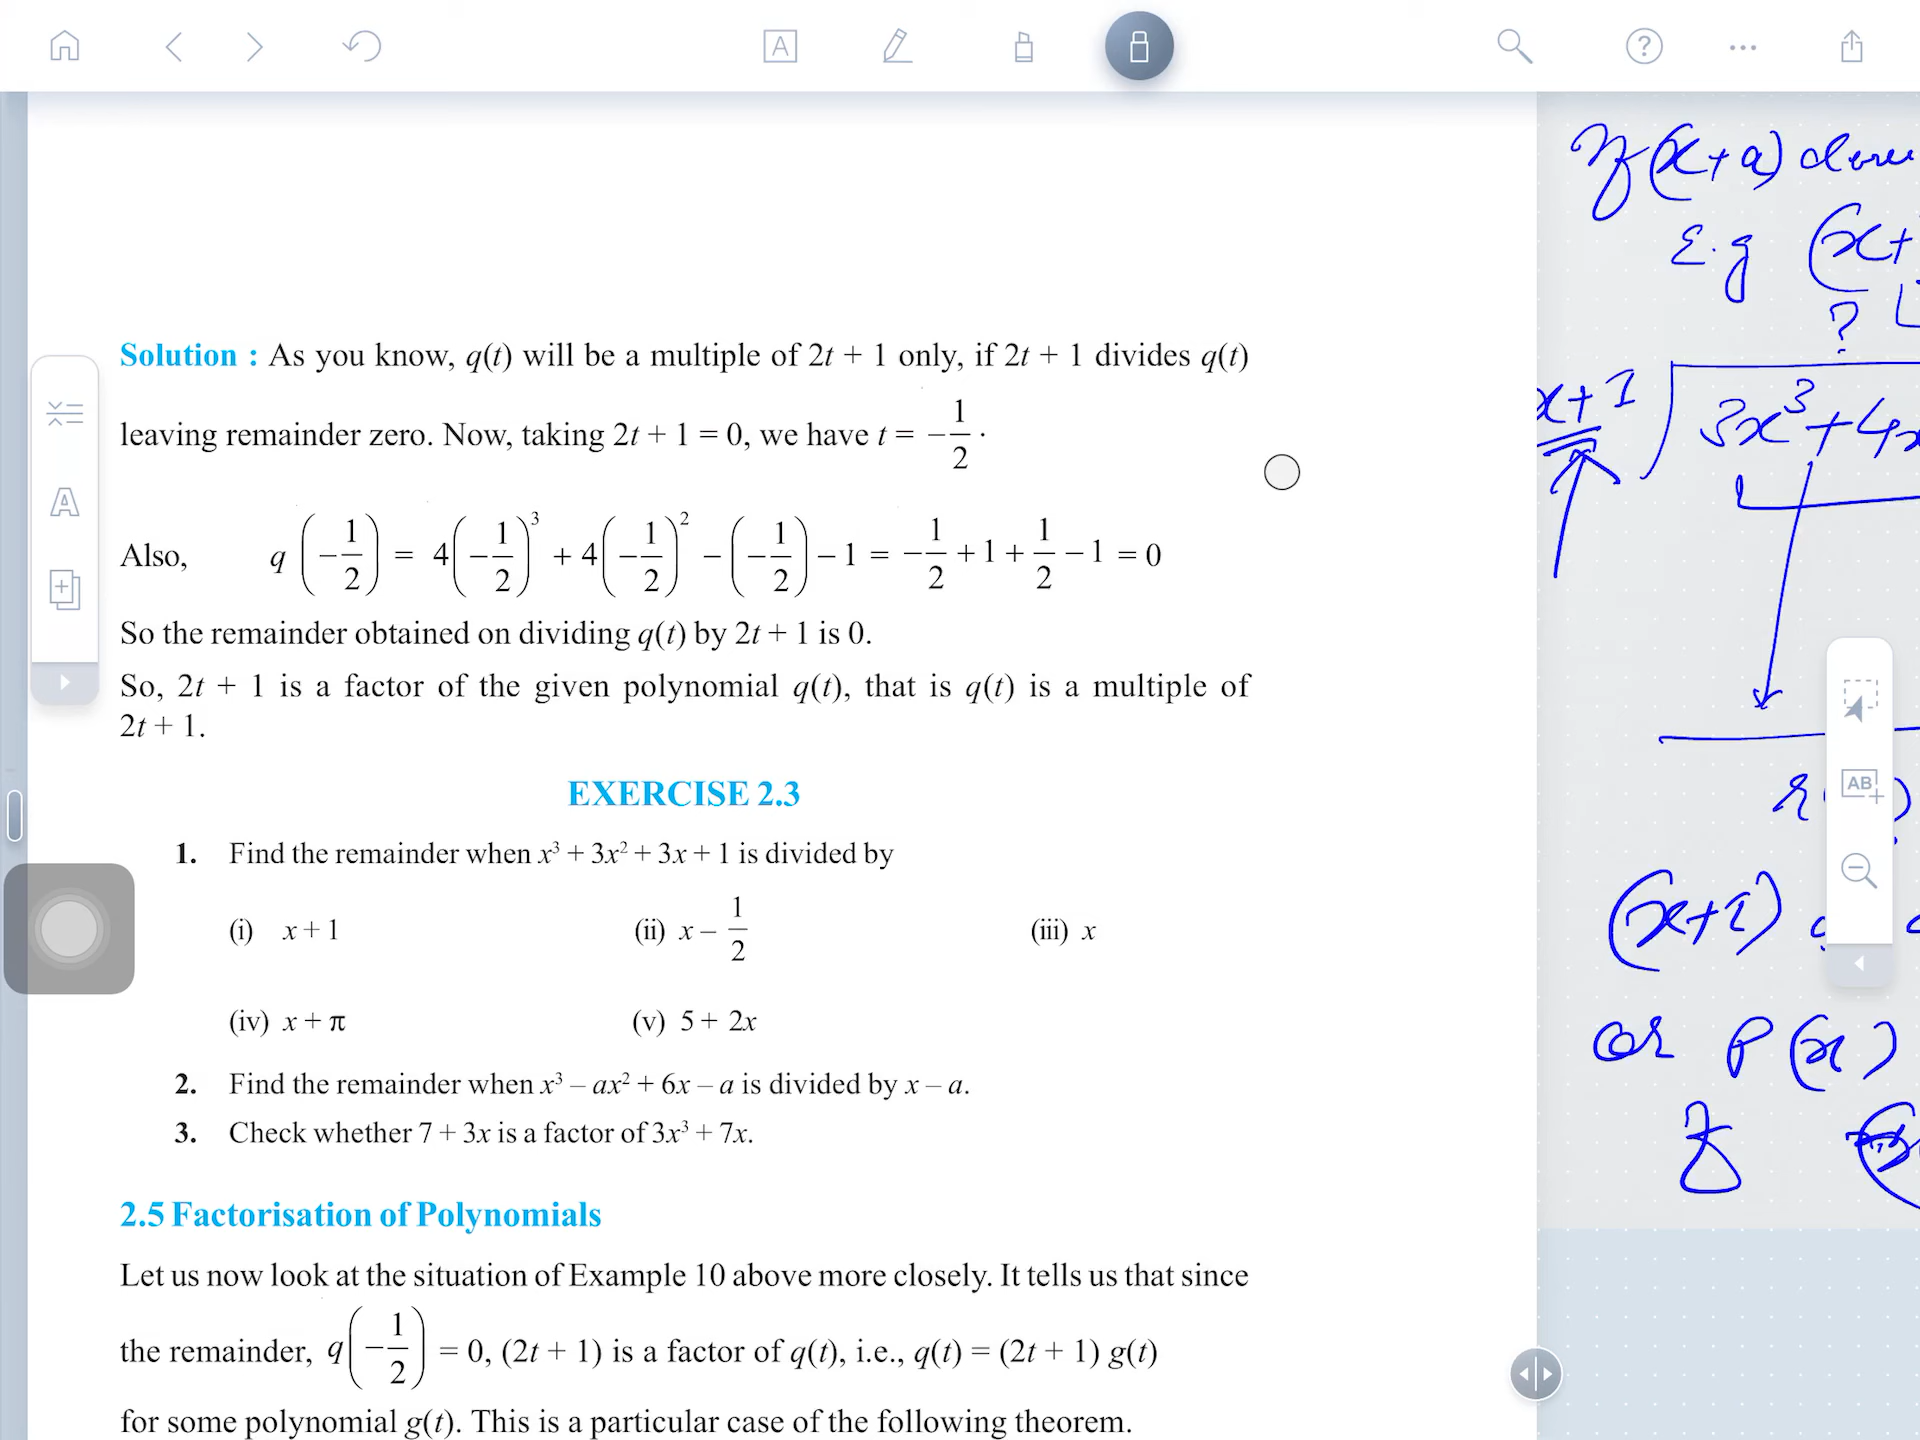 Solution : As you know, q(t) will be a multiple of 2t + 1 only, if 2t + 1 divides q(t)
leaving remainder zero. Now, taking 2t + 1 = 0, we have t = −1/2 .
Also, q(−1/2) = 4(−1/2)³ + 4(−1/2)² − (−1/2) − 1 = −1/2 + 1 + 1/2 − 1 = 0
So the remainder obtained on dividing q(t) by 2t + 1 is 0.
So, 2t + 1 is a factor of the given polynomial q(t), that is q(t) is a multiple of
2t + 1.
EXERCISE 2.3
1. Find the remainder when x³ + 3x² + 3x + 1 is divided by
(i) x + 1 (ii) x − 1/2 (iii) x
(iv) x + π (v) 5 + 2x
2. Find the remainder when x³ – ax² + 6x – a is divided by x – a.
3. Check whether 7 + 3x is a factor of 3x³ + 7x.
2.5 Factorisation of Polynomials
Let us now look at the situation of Example 10 above more closely. It tells us that since
the remainder, q(−1/2) = 0, (2t + 1) is a factor of q(t), i.e., q(t) = (2t + 1) g(t)
for some polynomial g(t). This is a particular case of the following theorem.
If (x+a)
E.g (x+
?
x+1 ) 3x³ + 4x
(x+1)
or P(x)
A
A
AB